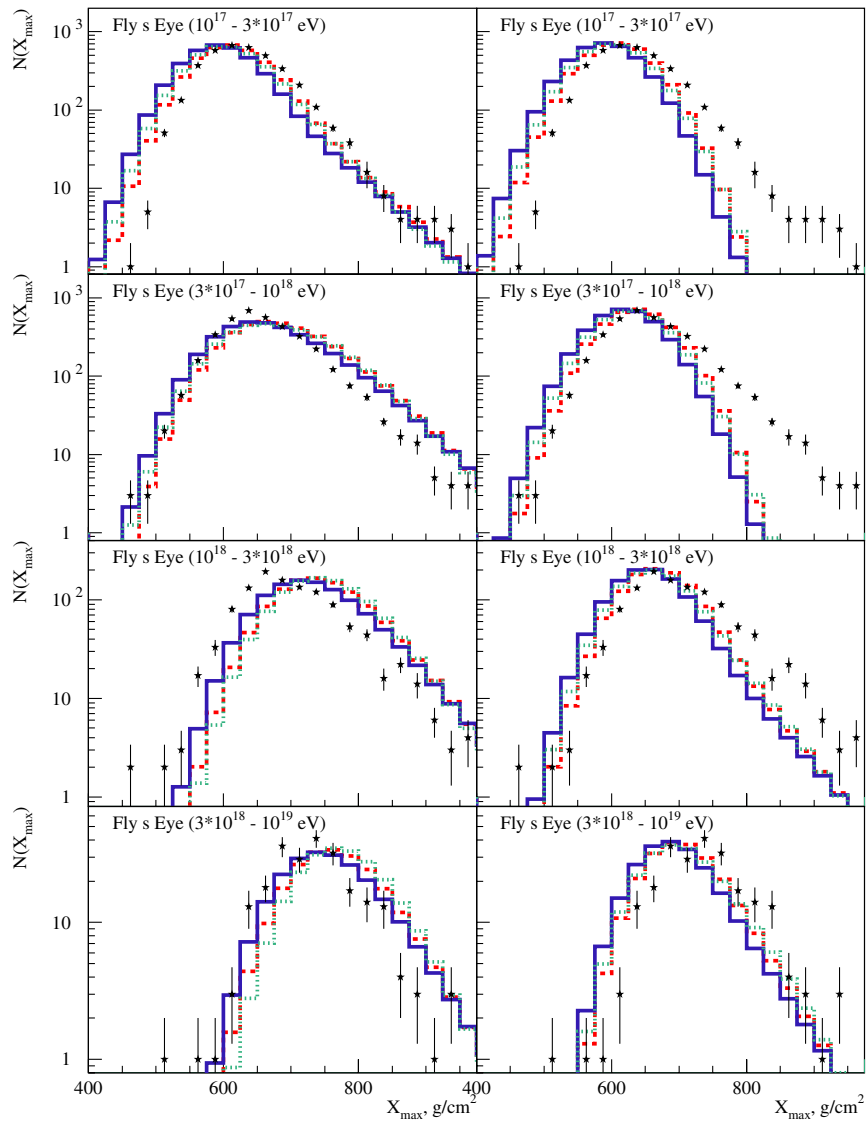 Fly s Eye (10^17 - 3*10^17 eV)
Fly s Eye (10^17 - 3*10^17 eV)
N(X_max)
10^3
10^2
10
1
Fly s Eye (3*10^17 - 10^18 eV)
Fly s Eye (3*10^17 - 10^18 eV)
N(X_max)
10^3
10^2
10
1
Fly s Eye (10^18 - 3*10^18 eV)
Fly s Eye (10^18 - 3*10^18 eV)
N(X_max)
10^2
10
1
Fly s Eye (3*10^18 - 10^19 eV)
Fly s Eye (3*10^18 - 10^19 eV)
N(X_max)
10
1
400 600 800 400 600 800
X_max, g/cm^2 X_max, g/cm^2